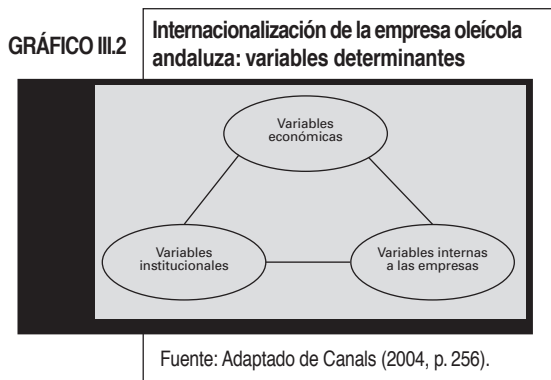 GRÁFICO III.2
Internacionalización de la empresa oleícola
andaluza: variables determinantes
Variables
económicas
Variables
institucionales
Variables internas
a las empresas
Fuente: Adaptado de Canals (2004, p. 256).